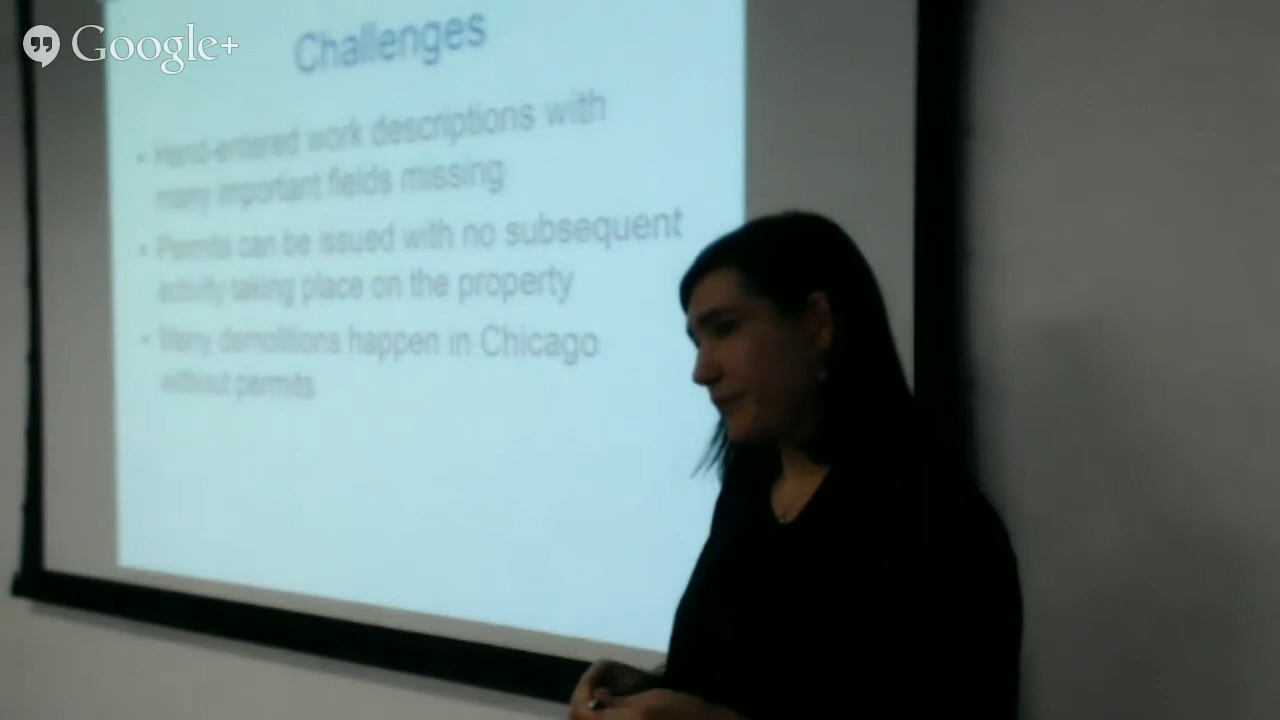 Google+
Challenges
• Hand-entered work descriptions with
many important fields missing
• Permits can be issued with no subsequent
activity taking place on the property
• Many demolitions happen in Chicago
without permits